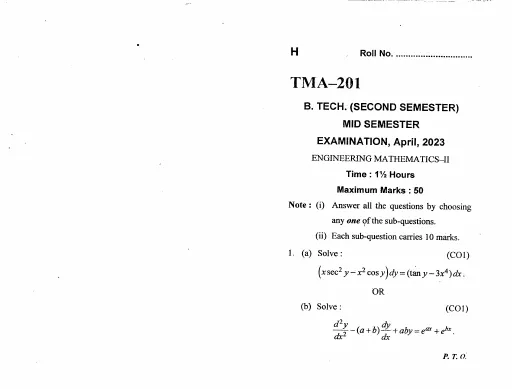 H Roll No. ..............................
TMA–201
B. TECH. (SECOND SEMESTER)
MID SEMESTER
EXAMINATION, April, 2023
ENGINEERING MATHEMATICS–II
Time : 1½ Hours
Maximum Marks : 50
Note : (i) Answer all the questions by choosing
any one of the sub-questions.
(ii) Each sub-question carries 10 marks.
1. (a) Solve : (CO1)
(x sec² y – x² cos y) dy = (tan y – 3x⁴) dx .
OR
(b) Solve : (CO1)
d²y/dx² – (a + b) dy/dx + aby = e^{ax} + e^{bx} .
P. T. O.